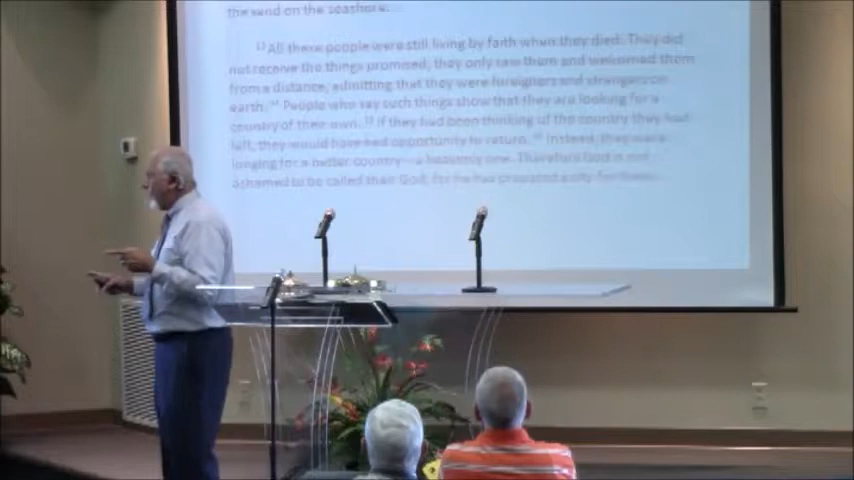 the sand on the seashore.
13 All these people were still living by faith when they died. They did
not receive the things promised; they only saw them and welcomed them
from a distance, admitting that they were foreigners and strangers on
earth. 14 People who say such things show that they are looking for a
country of their own. 15 If they had been thinking of the country they had
left, they would have had opportunity to return. 16 Instead, they were
longing for a better country—a heavenly one. Therefore God is not
ashamed to be called their God, for he has prepared a city for them.